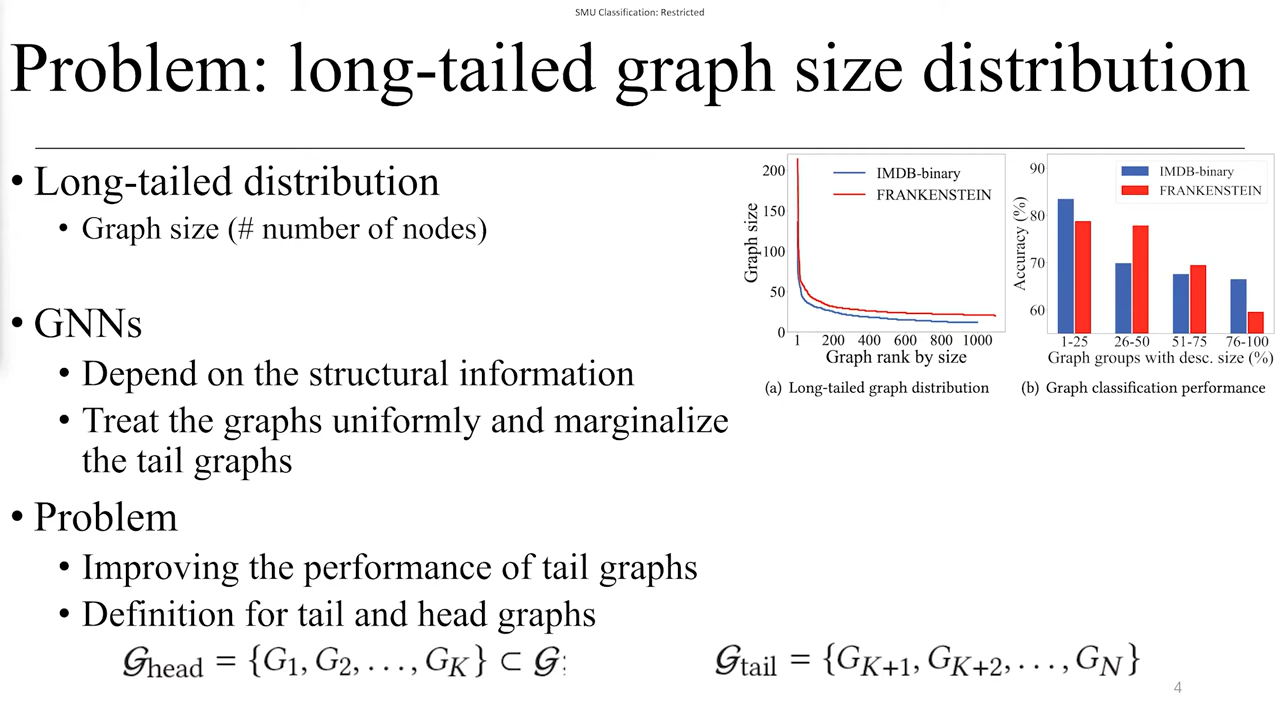 SMU Classification: Restricted
Problem: long-tailed graph size distribution
• Long-tailed distribution
• Graph size (# number of nodes)
• GNNs
• Depend on the structural information
• Treat the graphs uniformly and marginalize
the tail graphs
• Problem
• Improving the performance of tail graphs
• Definition for tail and head graphs
𝒢head = {G1, G2, . . . , GK} ⊂ 𝒢
𝒢tail = {GK+1, GK+2, . . . , GN}
Graph size
200
150
100
50
0
IMDB-binary
FRANKENSTEIN
1 200 400 600 800 1000
Graph rank by size
(a) Long-tailed graph distribution
Accuracy (%)
90
80
70
60
IMDB-binary
FRANKENSTEIN
1-25 26-50 51-75 76-100
Graph groups with desc. size (%)
(b) Graph classification performance
4